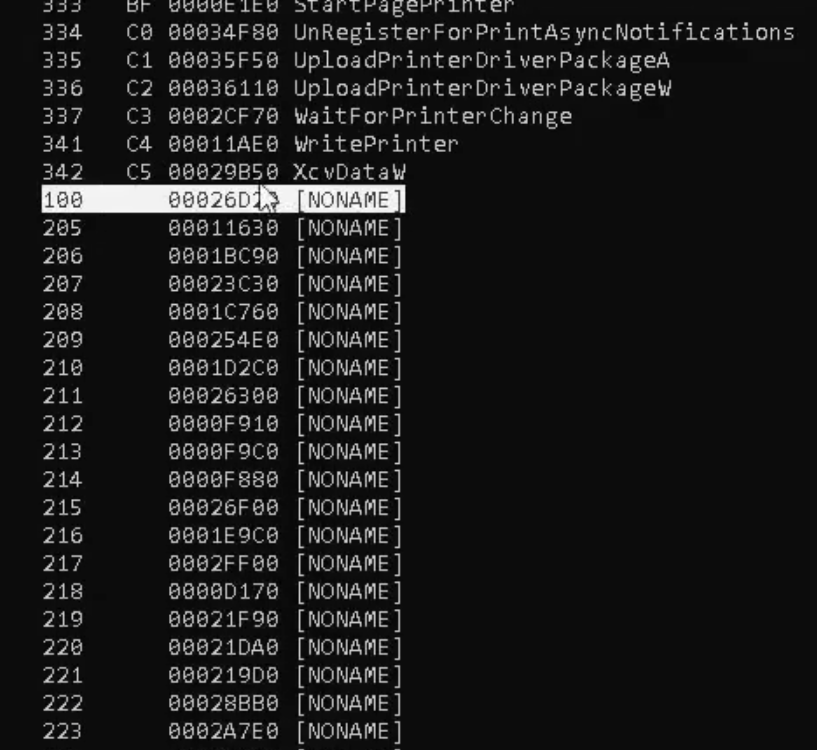 333 BF 0000E1E0 StartPagePrinter
334 C0 00034F80 UnRegisterForPrintAsyncNotifications
335 C1 00035F50 UploadPrinterDriverPackageA
336 C2 00036110 UploadPrinterDriverPackageW
337 C3 0002CF70 WaitForPrinterChange
341 C4 00011AE0 WritePrinter
342 C5 00029B50 XcvDataW
100 [NONAME]
205 00011630 [NONAME]
206 0001BC90 [NONAME]
207 00023C30 [NONAME]
208 0001C760 [NONAME]
209 000254E0 [NONAME]
210 0001D2C0 [NONAME]
211 00026300 [NONAME]
212 0000F910 [NONAME]
213 0000F9C0 [NONAME]
214 0000F880 [NONAME]
215 00026F00 [NONAME]
216 0001E9C0 [NONAME]
217 0002FF00 [NONAME]
218 0000D170 [NONAME]
219 00021F90 [NONAME]
220 00021DA0 [NONAME]
221 000219D0 [NONAME]
222 00028BB0 [NONAME]
223 0002A7E0 [NONAME]